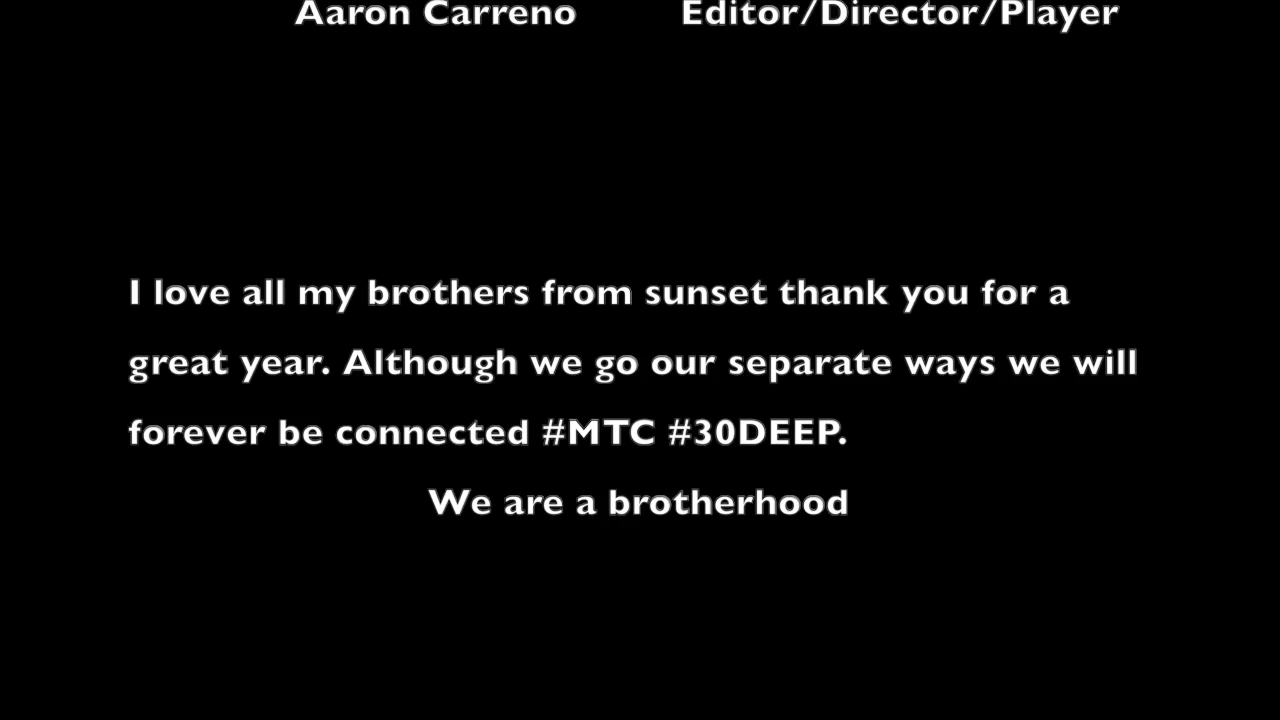 Aaron Carreno Editor/Director/Player
I love all my brothers from sunset thank you for a
great year. Although we go our separate ways we will
forever be connected #MTC #30DEEP.
We are a brotherhood